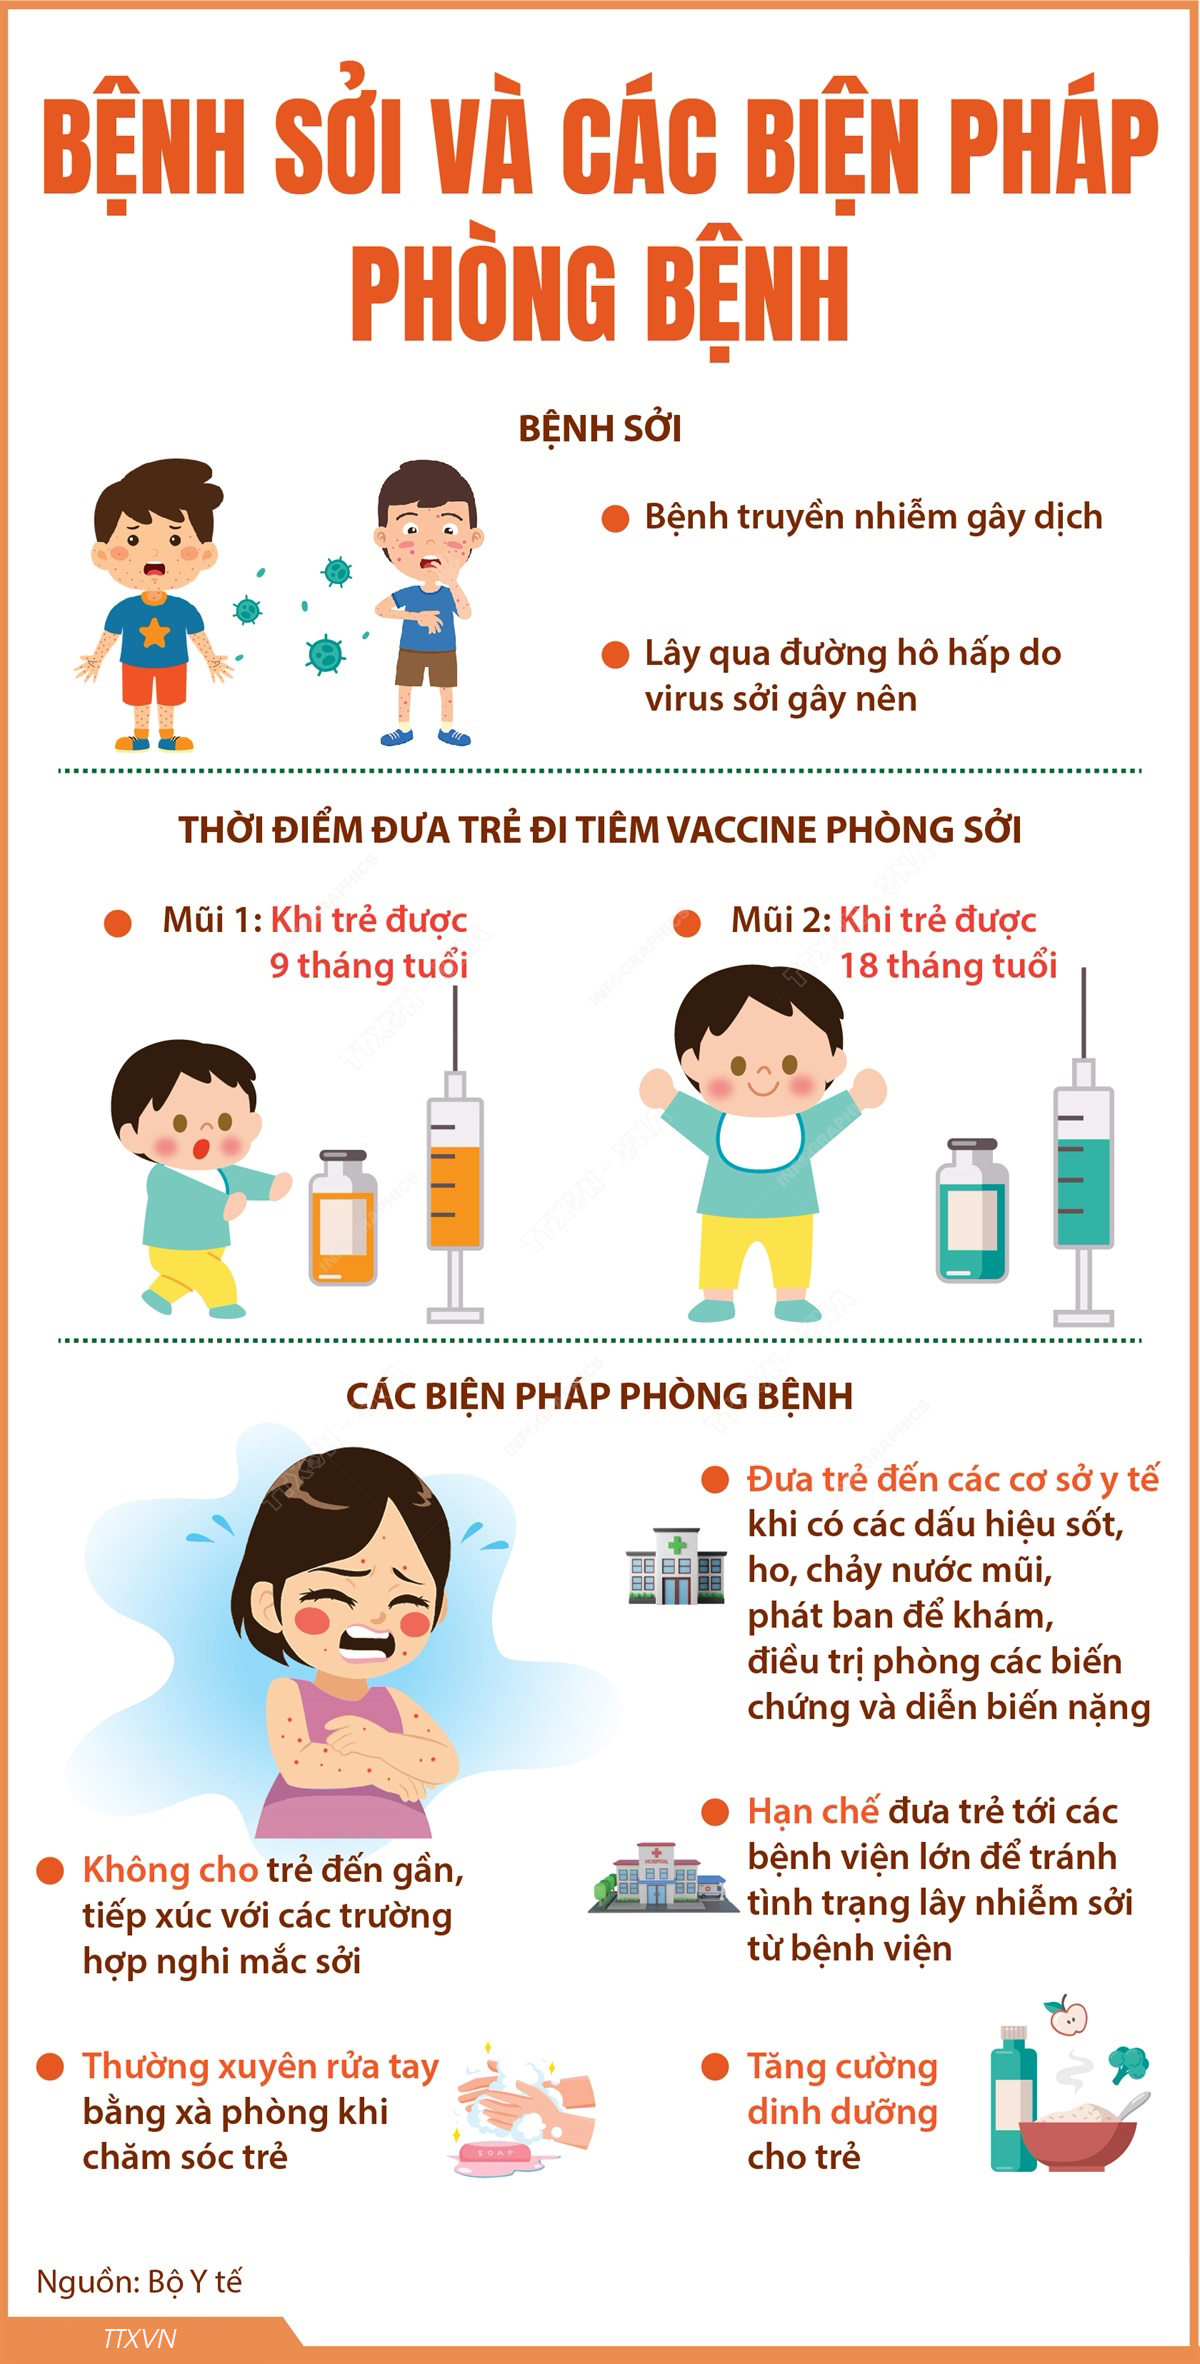 BỆNH SỞI VÀ CÁC BIỆN PHÁP
PHÒNG BỆNH
BỆNH SỞI
Bệnh truyền nhiễm gây dịch
Lây qua đường hô hấp do
virus sởi gây nên
THỜI ĐIỂM ĐƯA TRẺ ĐI TIÊM VACCINE PHÒNG SỞI
Mũi 1: Khi trẻ được
9 tháng tuổi
Mũi 2: Khi trẻ được
18 tháng tuổi
CÁC BIỆN PHÁP PHÒNG BỆNH
Đưa trẻ đến các cơ sở y tế
khi có các dấu hiệu sốt,
ho, chảy nước mũi,
phát ban để khám,
điều trị phòng các biến
chứng và diễn biến nặng
Hạn chế đưa trẻ tới các
bệnh viện lớn để tránh
tình trạng lây nhiễm sởi
từ bệnh viện
HOSPITAL
Không cho trẻ đến gần,
tiếp xúc với các trường
hợp nghi mắc sởi
Thường xuyên rửa tay
bằng xà phòng khi
chăm sóc trẻ
SOAP
Tăng cường
dinh dưỡng
cho trẻ
Nguồn: Bộ Y tế
TTXVN